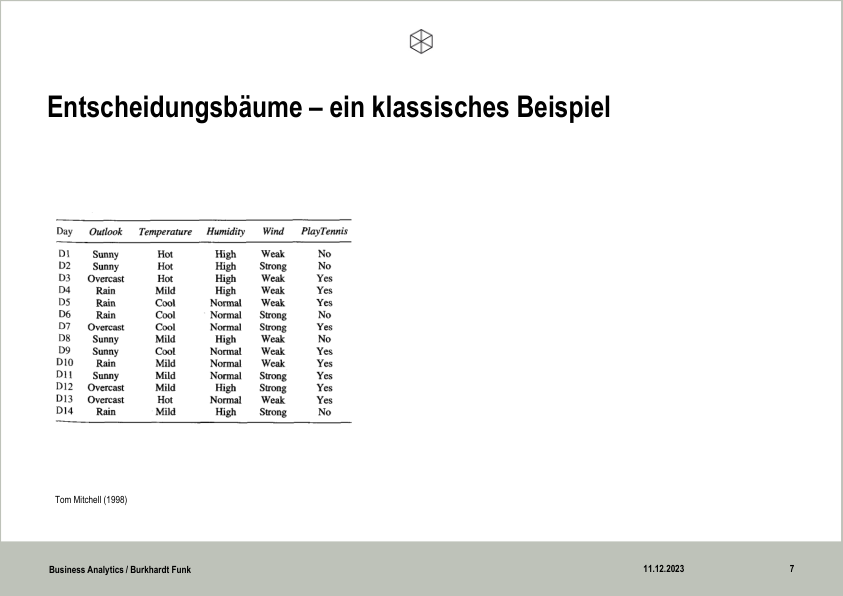 Entscheidungsbäume – ein klassisches Beispiel
Day Outlook Temperature Humidity Wind PlayTennis
D1 Sunny Hot High Weak No
D2 Sunny Hot High Strong No
D3 Overcast Hot High Weak Yes
D4 Rain Mild High Weak Yes
D5 Rain Cool Normal Weak Yes
D6 Rain Cool Normal Strong No
D7 Overcast Cool Normal Strong Yes
D8 Sunny Mild High Weak No
D9 Sunny Cool Normal Weak Yes
D10 Rain Mild Normal Weak Yes
D11 Sunny Mild Normal Strong Yes
D12 Overcast Mild High Strong Yes
D13 Overcast Hot Normal Weak Yes
D14 Rain Mild High Strong No
Tom Mitchell (1998)
Business Analytics / Burkhardt Funk 11.12.2023 7